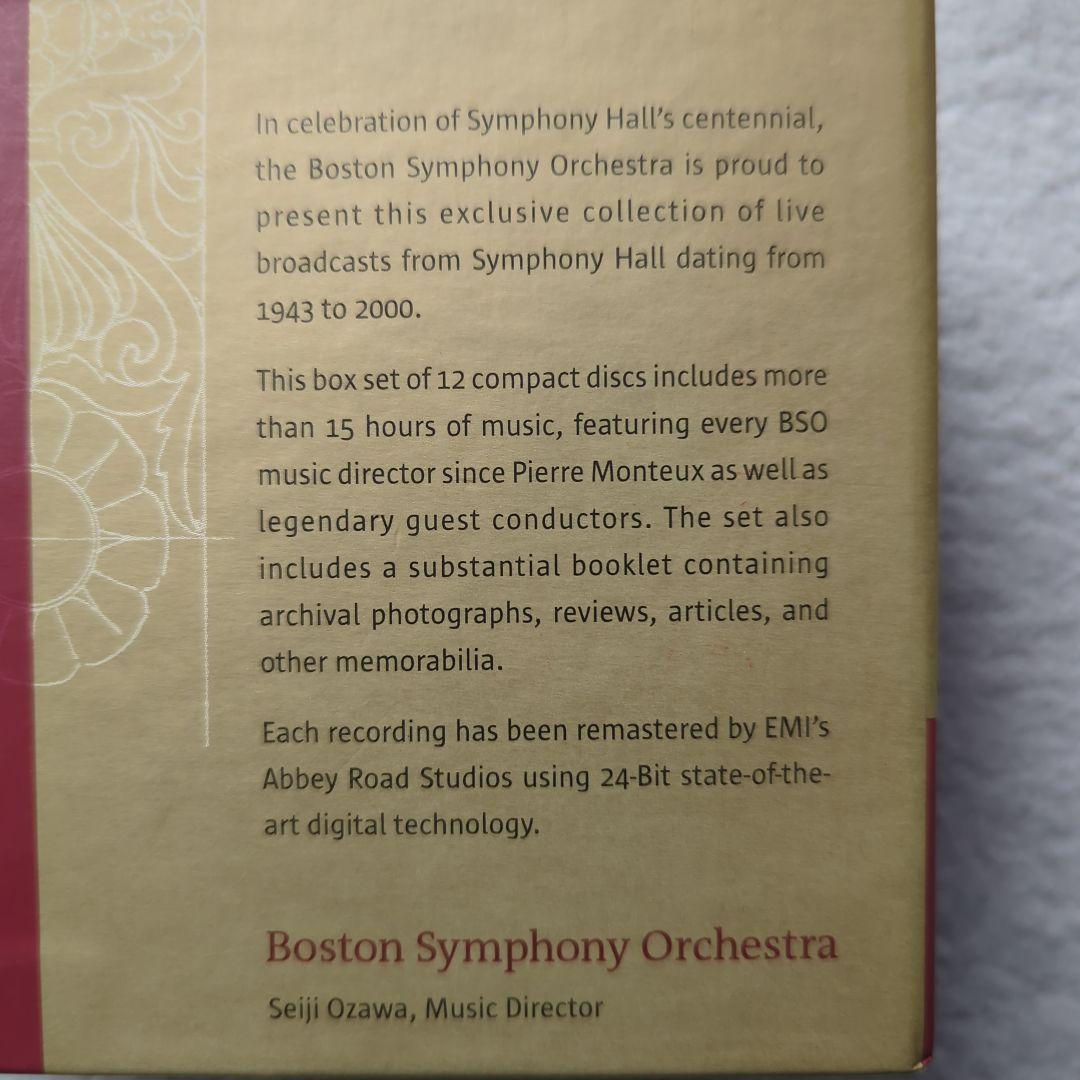 In celebration of Symphony Hall's centennial,
the Boston Symphony Orchestra is proud to
present this exclusive collection of live
broadcasts from Symphony Hall dating from
1943 to 2000.
This box set of 12 compact discs includes more
than 15 hours of music, featuring every BSO
music director since Pierre Monteux as well as
legendary guest conductors. The set also
includes a substantial booklet containing
archival photographs, reviews, articles, and
other memorabilia.
Each recording has been remastered by EMI's
Abbey Road Studios using 24-Bit state-of-the-
art digital technology.
Boston Symphony Orchestra
Seiji Ozawa, Music Director